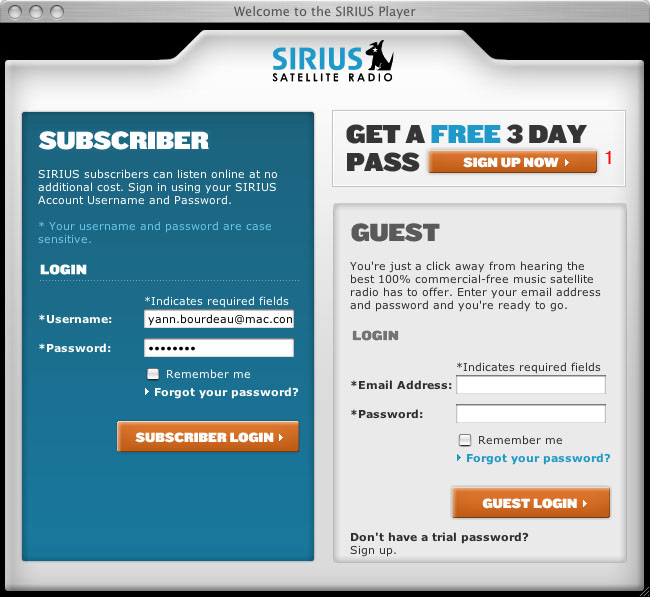 Welcome to the SIRIUS Player
SIRIUS
SATELLITE RADIO
SUBSCRIBER
SIRIUS subscribers can listen online at no
additional cost. Sign in using your SIRIUS
Account Username and Password.
* Your username and password are case
sensitive.
LOGIN
*Indicates required fields
*Username:
yann.bourdeau@mac.con
*Password:
••••••••
Remember me
Forgot your password?
SUBSCRIBER LOGIN
GET A FREE 3 DAY
PASS SIGN UP NOW 1
GUEST
You're just a click away from hearing the
best 100% commercial-free music satellite
radio has to offer. Enter your email address
and password and you're ready to go.
LOGIN
*Indicates required fields
*Email Address:
*Password:
Remember me
Forgot your password?
GUEST LOGIN
Don't have a trial password?
Sign up.